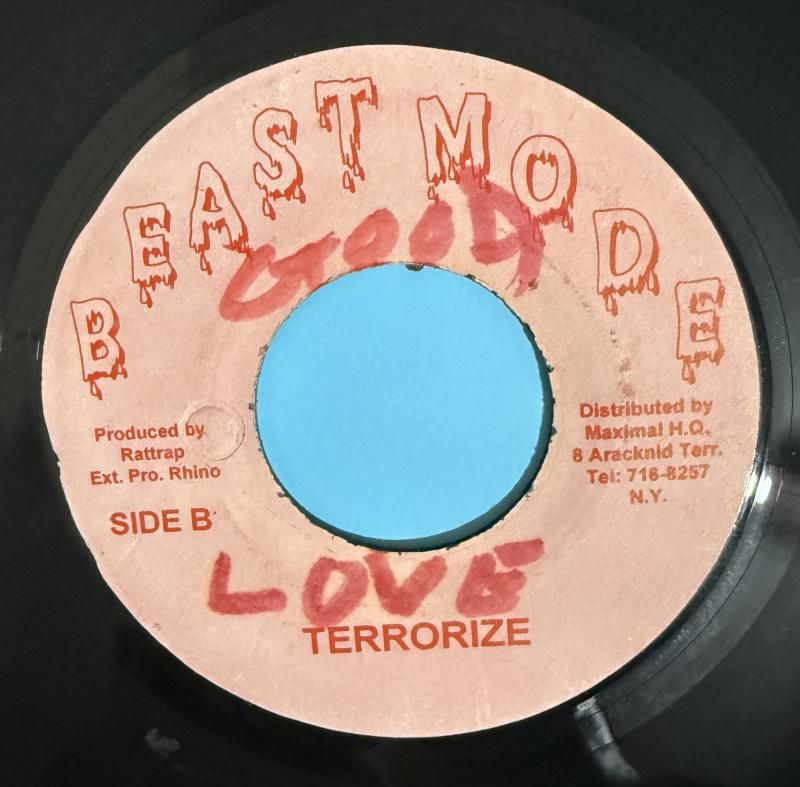 BEAST MODE
GOOD
Produced by
Rattrap
Ext. Pro. Rhino
SIDE B
Distributed by
Maximal H.Q.
8 Aracknid Terr.
Tel: 716-8257
N.Y.
LOVE
TERRORIZE